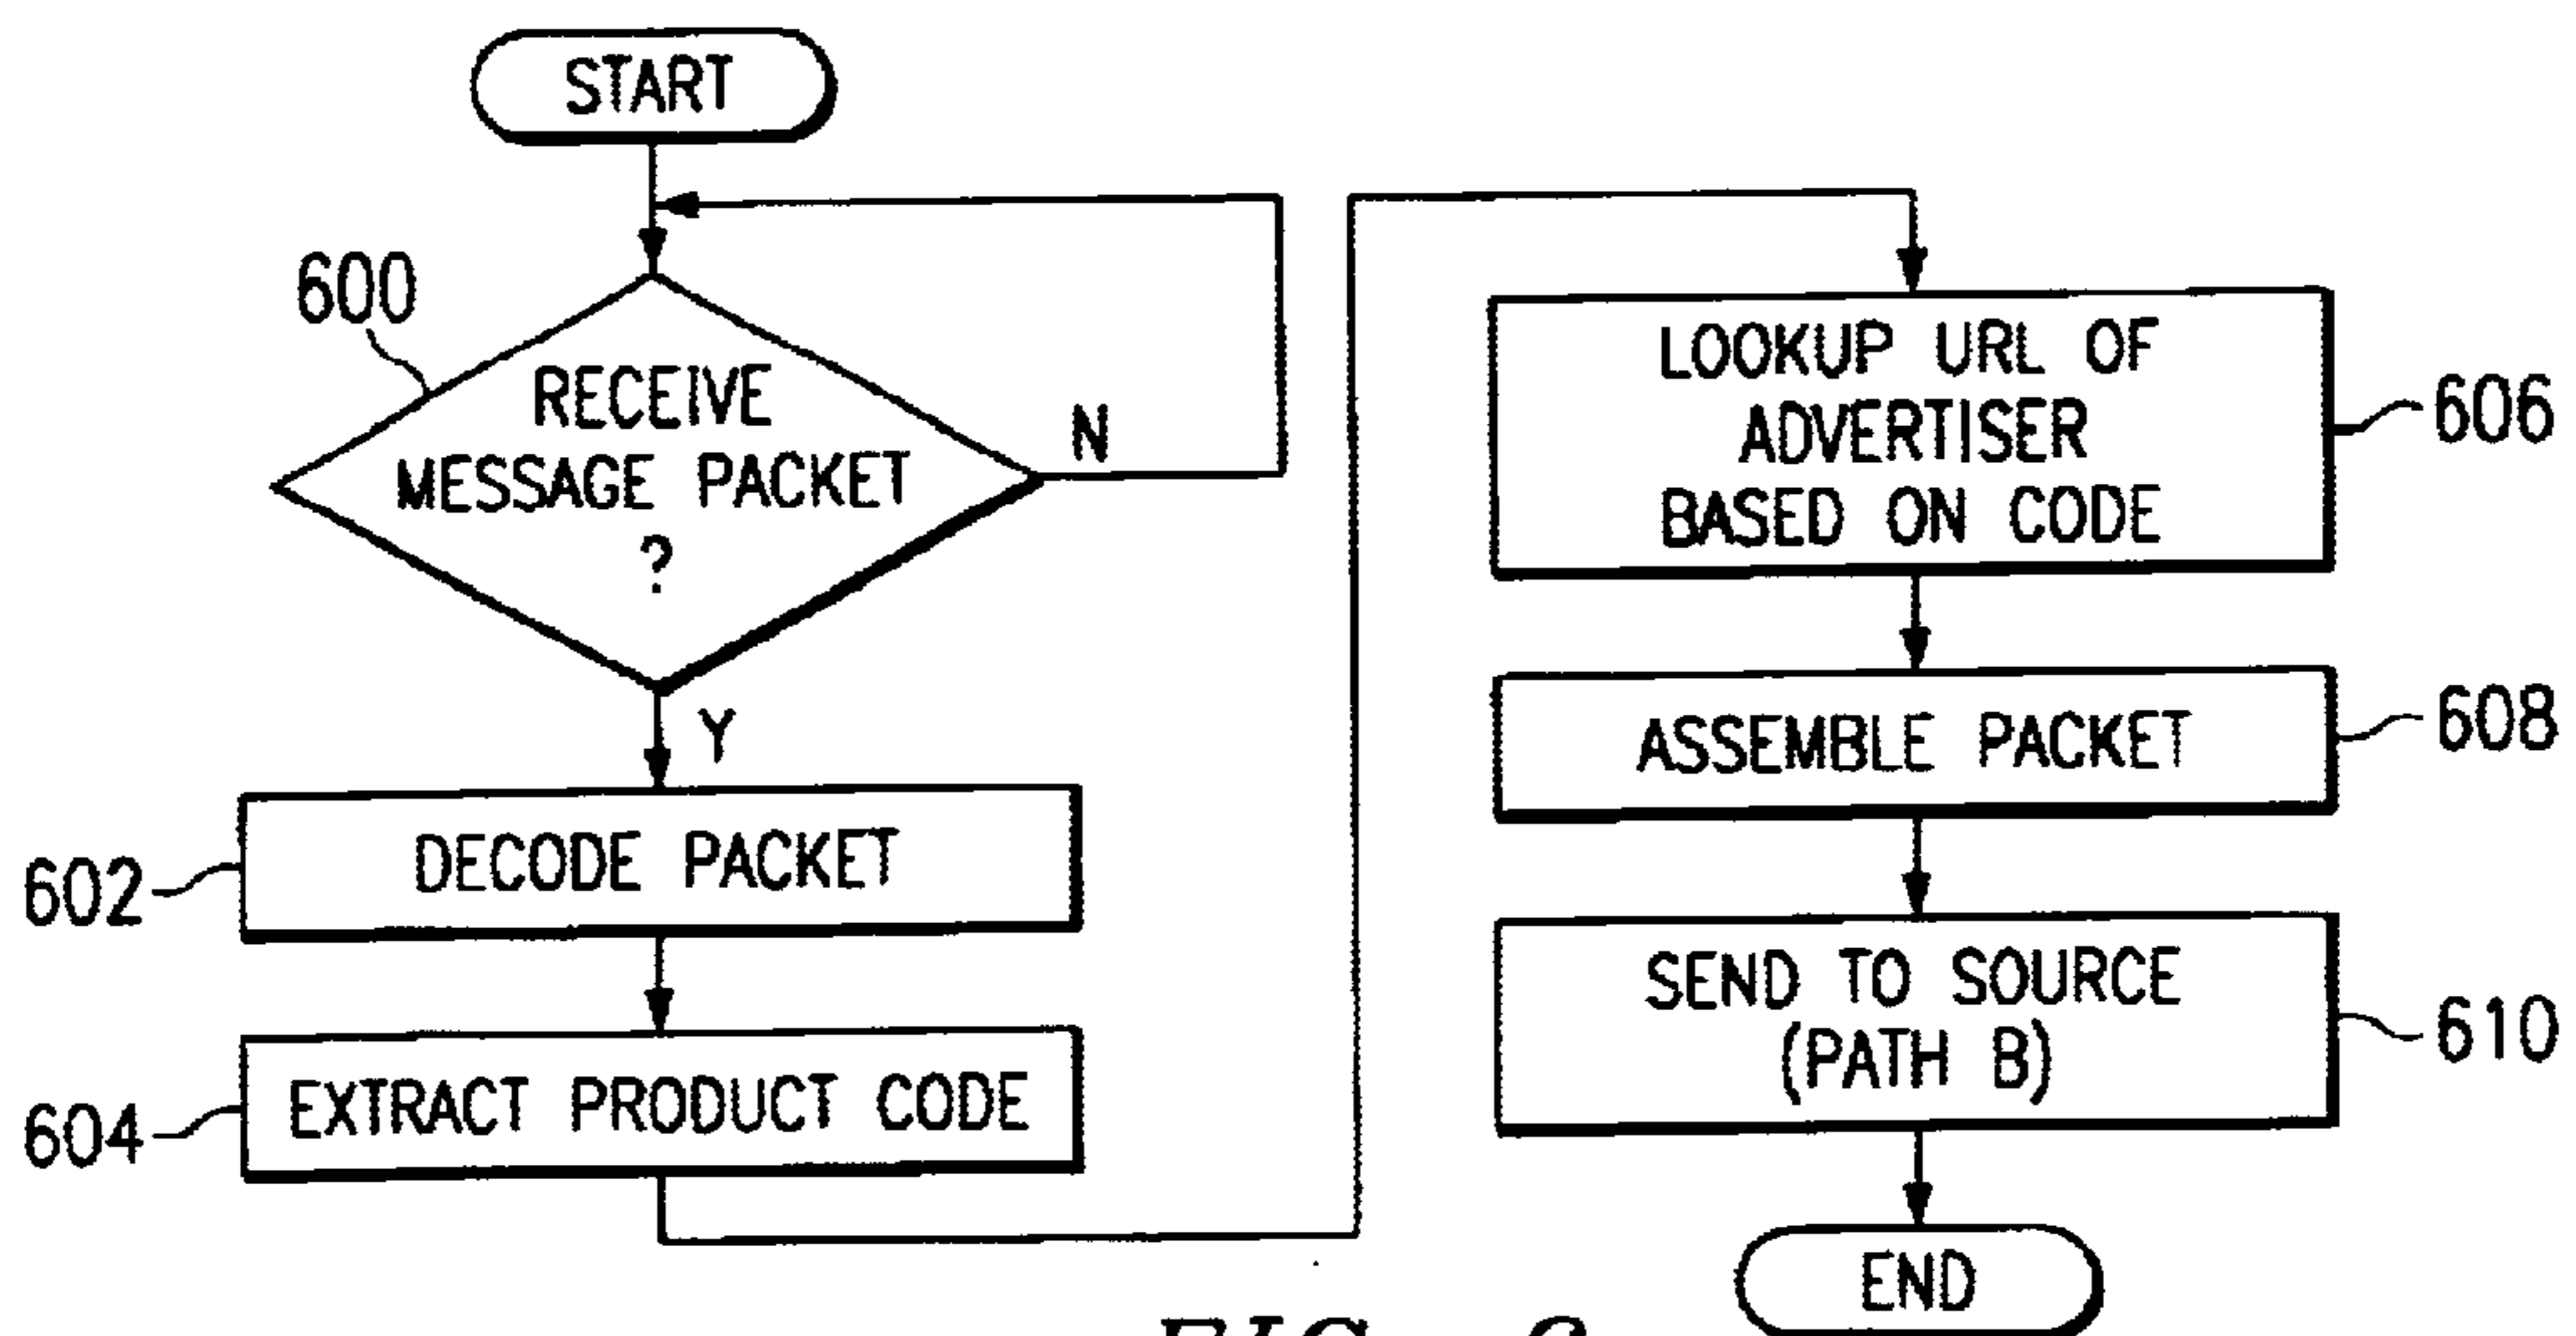 START
600
RECEIVE
MESSAGE PACKET
?
N
Y
602
DECODE PACKET
604
EXTRACT PRODUCT CODE
LOOKUP URL OF
ADVERTISER
BASED ON CODE
606
ASSEMBLE PACKET
608
SEND TO SOURCE
(PATH B)
610
END